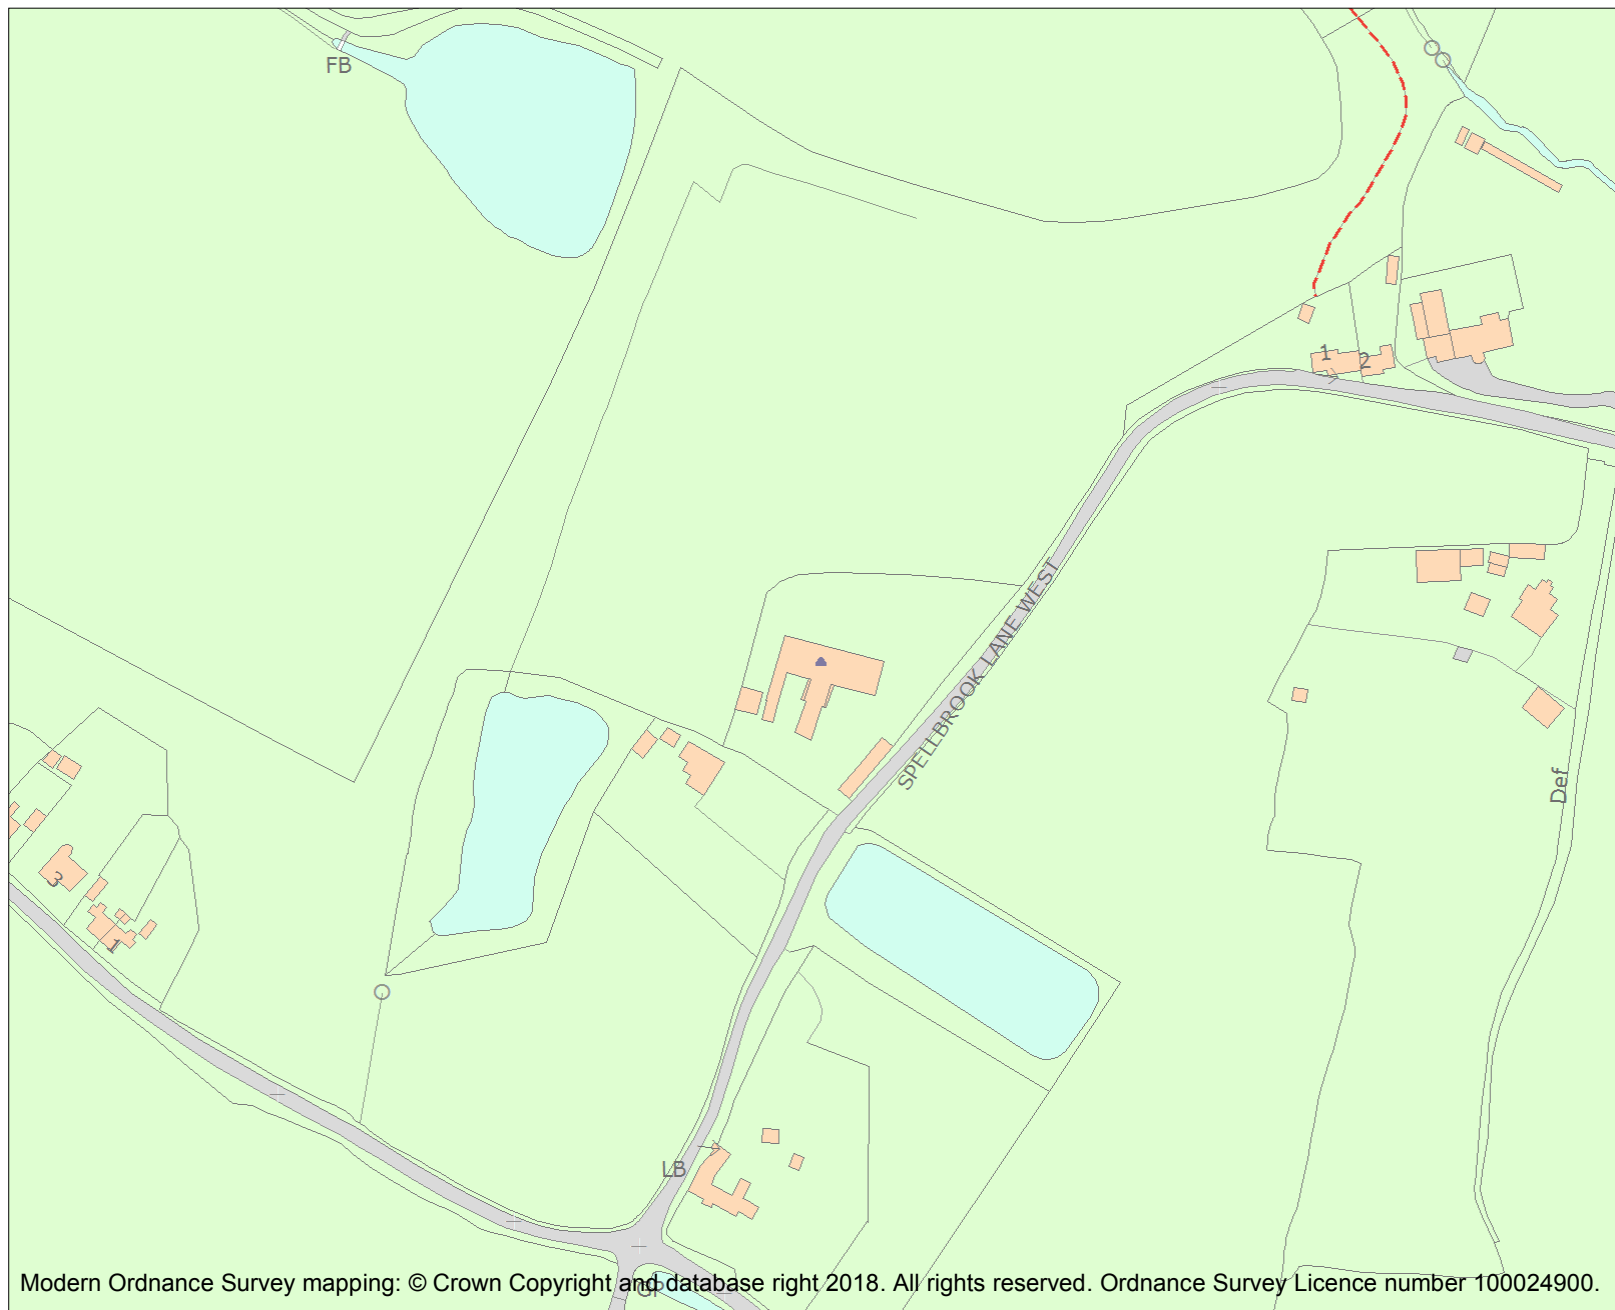 FB
1
2
SPELLBROOK LANE WEST
Def
3
1
LB
GP
Modern Ordnance Survey mapping: © Crown Copyright and database right 2018. All rights reserved. Ordnance Survey Licence number 100024900.